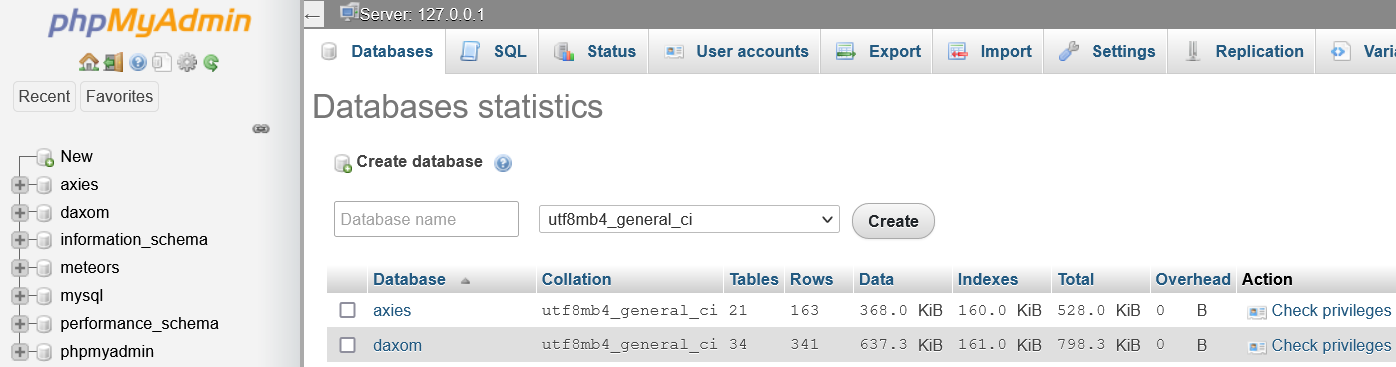 phpMyAdmin
Recent Favorites
New
axies
daxom
information_schema
meteors
mysql
performance_schema
phpmyadmin
← Server: 127.0.0.1
Databases SQL Status User accounts Export Import Settings Replication Varia
Databases statistics
Create database
Database name utf8mb4_general_ci Create
Database Collation Tables Rows Data Indexes Total Overhead Action
axies utf8mb4_general_ci 21 163 368.0 KiB 160.0 KiB 528.0 KiB 0 B Check privileges
daxom utf8mb4_general_ci 34 341 637.3 KiB 161.0 KiB 798.3 KiB 0 B Check privileges